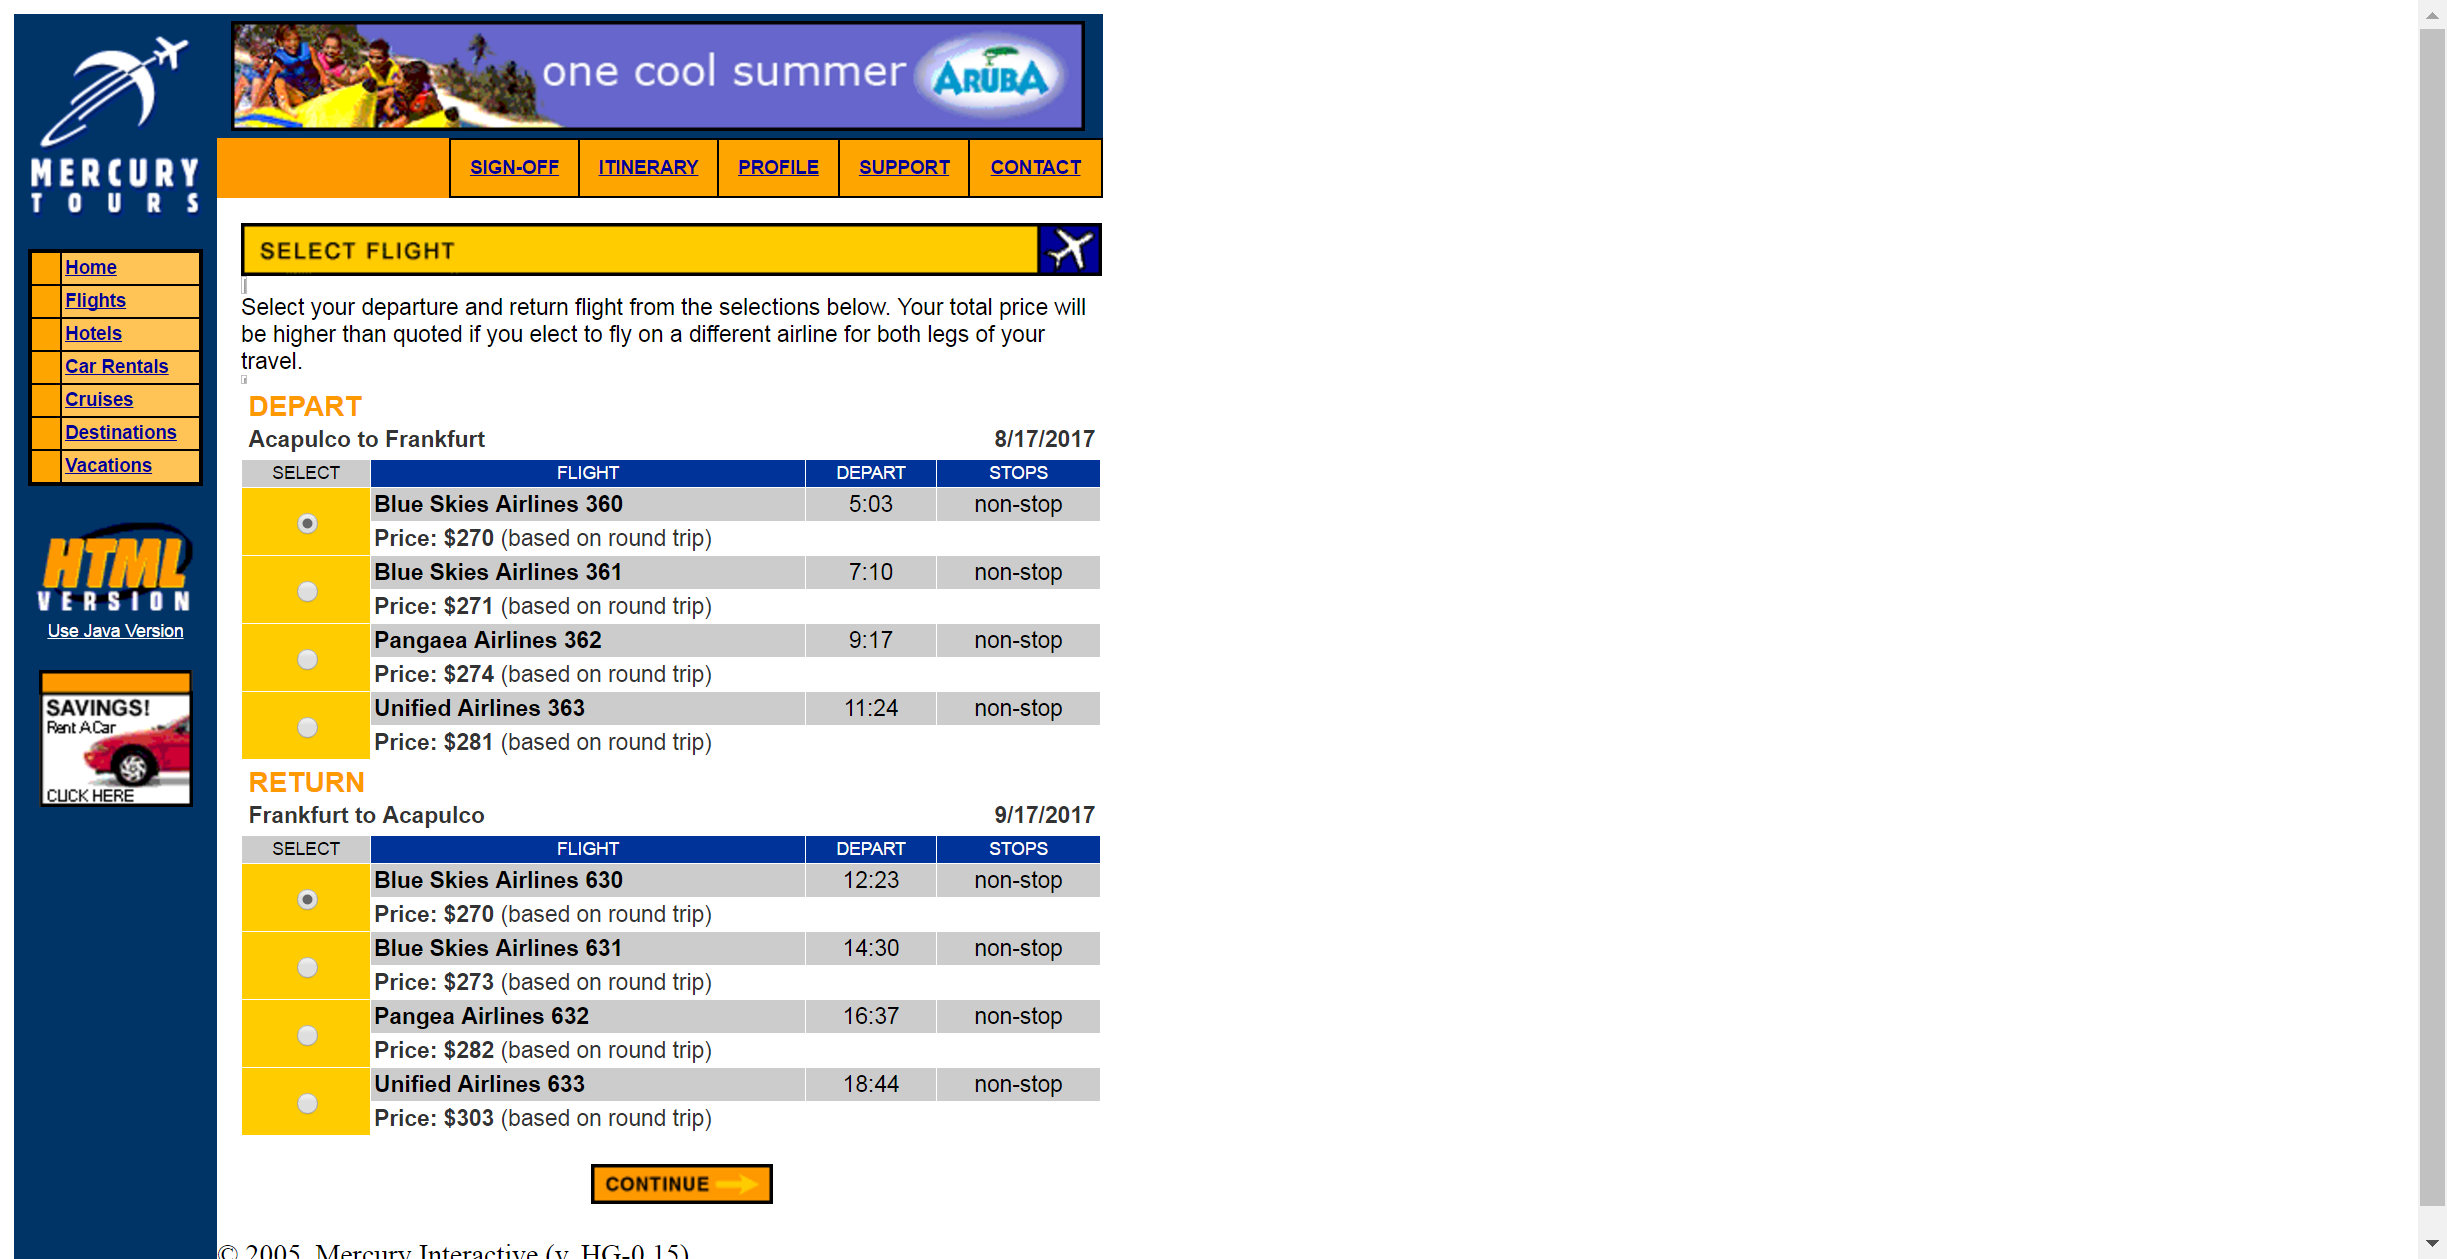 one cool summer ARUBA
MERCURY
TOURS
SIGN-OFF ITINERARY PROFILE SUPPORT CONTACT
Home
Flights
Hotels
Car Rentals
Cruises
Destinations
Vacations
HTML
VERSION
Use Java Version
SAVINGS!
Rent A Car
CLICK HERE
SELECT FLIGHT
Select your departure and return flight from the selections below. Your total price will
be higher than quoted if you elect to fly on a different airline for both legs of your
travel.
DEPART
Acapulco to Frankfurt 8/17/2017
SELECT FLIGHT DEPART STOPS
Blue Skies Airlines 360 5:03 non-stop
Price: $270 (based on round trip)
Blue Skies Airlines 361 7:10 non-stop
Price: $271 (based on round trip)
Pangaea Airlines 362 9:17 non-stop
Price: $274 (based on round trip)
Unified Airlines 363 11:24 non-stop
Price: $281 (based on round trip)
RETURN
Frankfurt to Acapulco 9/17/2017
SELECT FLIGHT DEPART STOPS
Blue Skies Airlines 630 12:23 non-stop
Price: $270 (based on round trip)
Blue Skies Airlines 631 14:30 non-stop
Price: $273 (based on round trip)
Pangea Airlines 632 16:37 non-stop
Price: $282 (based on round trip)
Unified Airlines 633 18:44 non-stop
Price: $303 (based on round trip)
CONTINUE
© 2005, Mercury Interactive (v. HG-0.15)